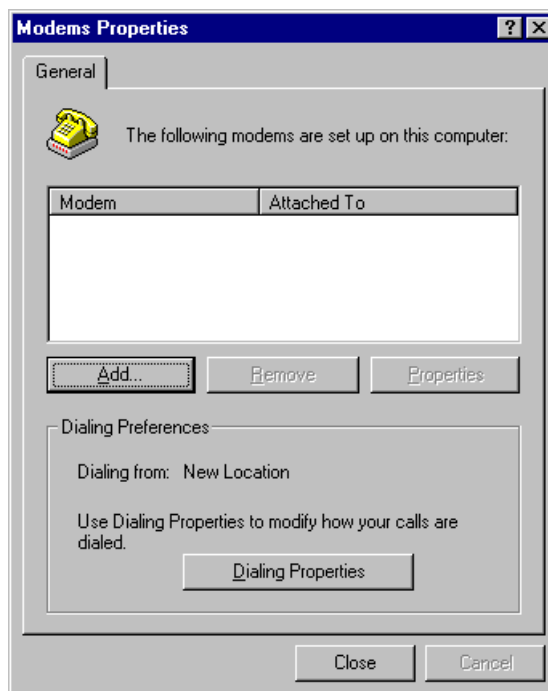 Modems Properties
General
The following modems are set up on this computer:
Modem Attached To
Add... Remove Properties
Dialing Preferences
Dialing from: New Location
Use Dialing Properties to modify how your calls are
dialed.
Dialing Properties
Close Cancel